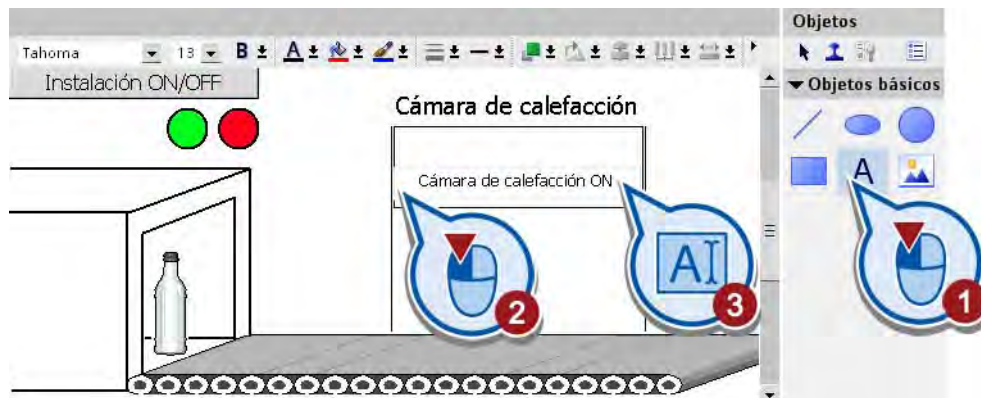 Objetos
Tahoma 13 B A
Instalación ON/OFF
Objetos básicos
Cámara de calefacción
Cámara de calefacción ON
A
2
A
3
1